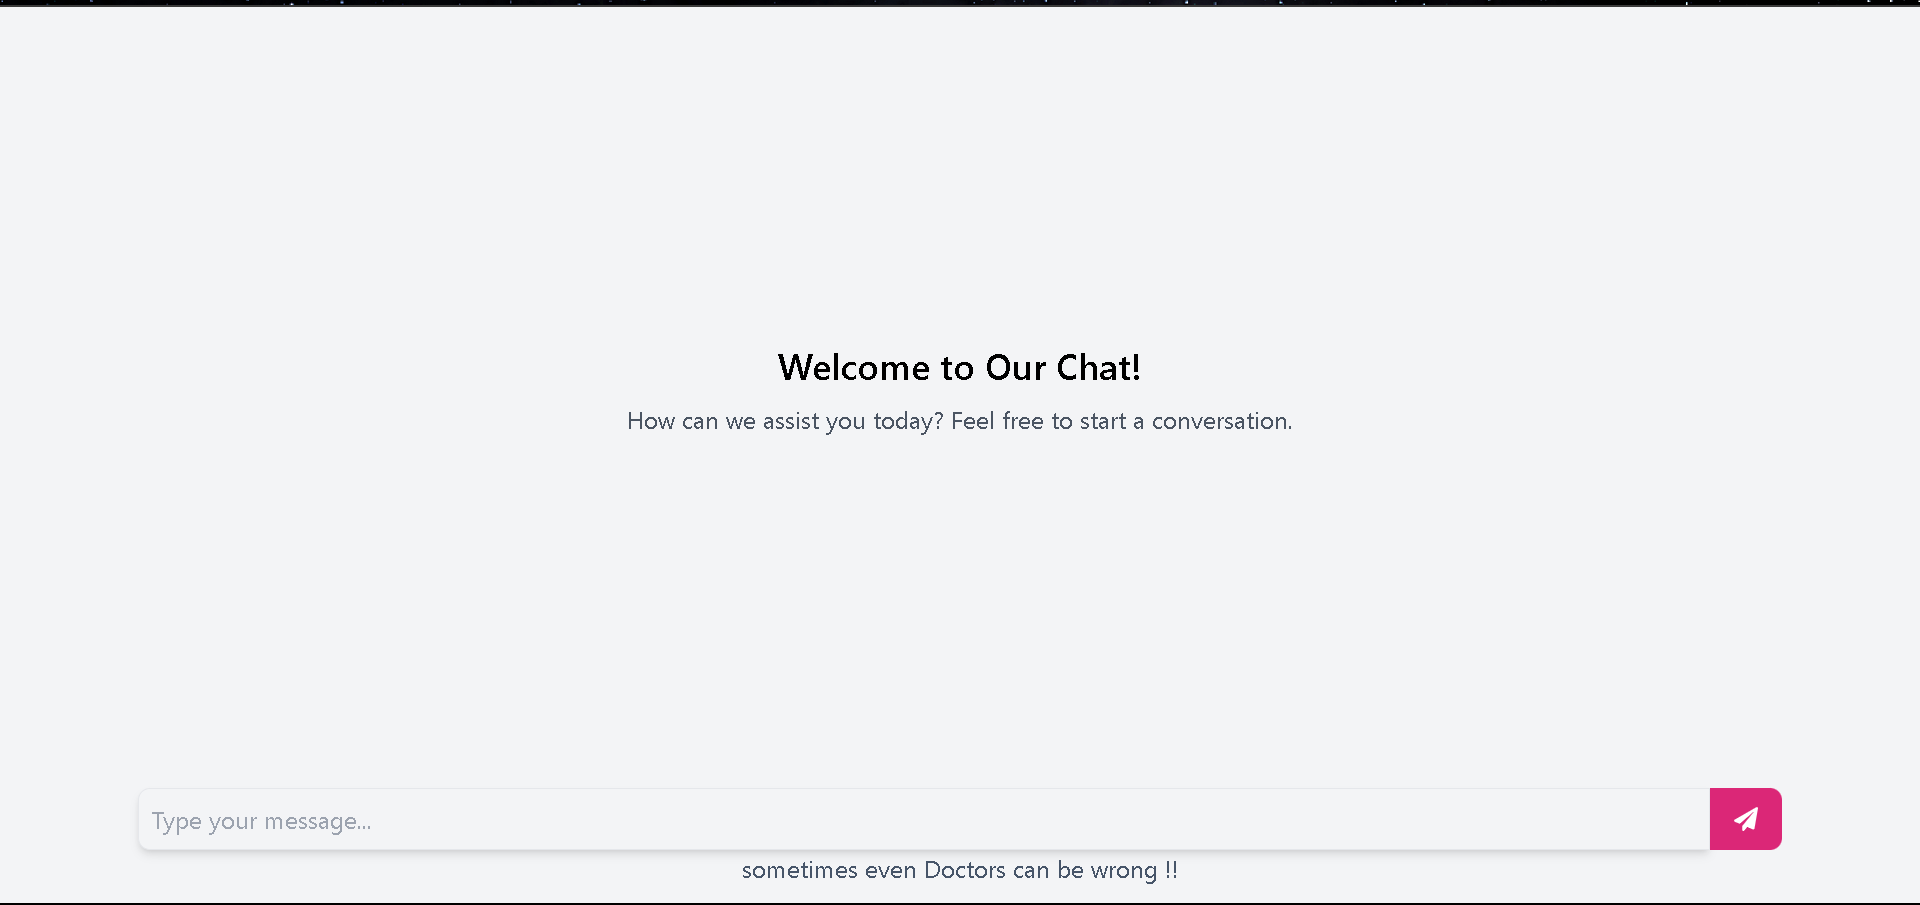 Welcome to Our Chat!
How can we assist you today? Feel free to start a conversation.
Type your message...
sometimes even Doctors can be wrong !!